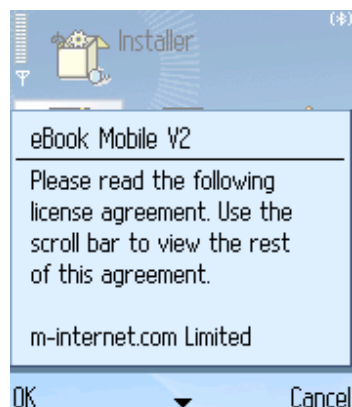 Installer
eBook Mobile V2
Please read the following
license agreement. Use the
scroll bar to view the rest
of this agreement.
m-internet.com Limited
OK
Cancel